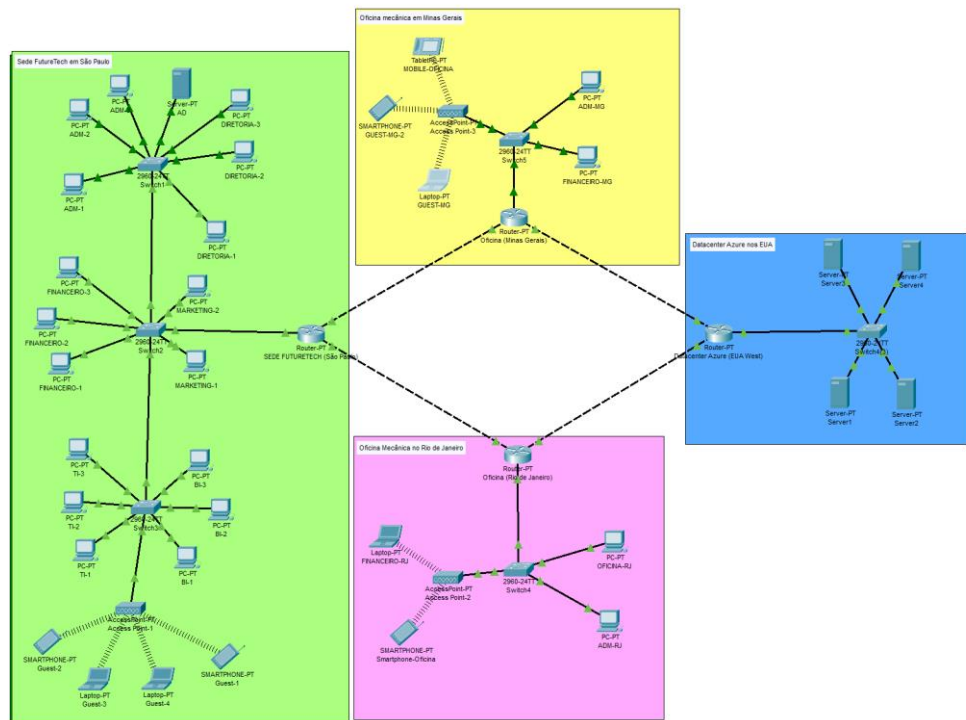 Sede FutureTech em São Paulo
PC-PT
ADM-2
PC-PT
Server-PT
AD
PC-PT
DIRETORIA-3
PC-PT
DIRETORIA-2
PC-PT
ADM-1
2960-24TT
Switch1
PC-PT
DIRETORIA-1
PC-PT
FINANCEIRO-3
PC-PT
MARKETING-2
PC-PT
FINANCEIRO-2
2960-24TT
Switch2
PC-PT
FINANCEIRO-1
PC-PT
MARKETING-1
Router-PT
SEDE FUTURETECH (São Paulo)
PC-PT
TI-3
PC-PT
BI-3
PC-PT
TI-2
2960-24TT
PC-PT
BI-2
PC-PT
TI-1
PC-PT
BI-1
AccessPoint-PT
Access Point-1
SMARTPHONE-PT
Guest-2
Laptop-PT
Guest-3
Laptop-PT
Guest-4
SMARTPHONE-PT
Guest-1
Oficina mecânica em Minas Gerais
TabletPC-PT
MOBILE-OFICINA
SMARTPHONE-PT
GUEST-MG-2
AccessPoint-PT
Access Point-3
2960-24TT
Switch5
PC-PT
ADM-MG
PC-PT
FINANCEIRO-MG
Laptop-PT
GUEST-MG
Router-PT
Oficina (Minas Gerais)
Datacenter Azure nos EUA
Server-PT
Server3
Server-PT
Server4
Router-PT
Datacenter Azure (EUA West)
Server-PT
Server1
Server-PT
Server2
Oficina Mecânica no Rio de Janeiro
Router-PT
Oficina (Rio de Janeiro)
Laptop-PT
FINANCEIRO-RJ
AccessPoint-PT
Access Point-2
2960-24TT
Switch4
PC-PT
OFICINA-RJ
PC-PT
ADM-RJ
SMARTPHONE-PT
Smartphone-Oficina